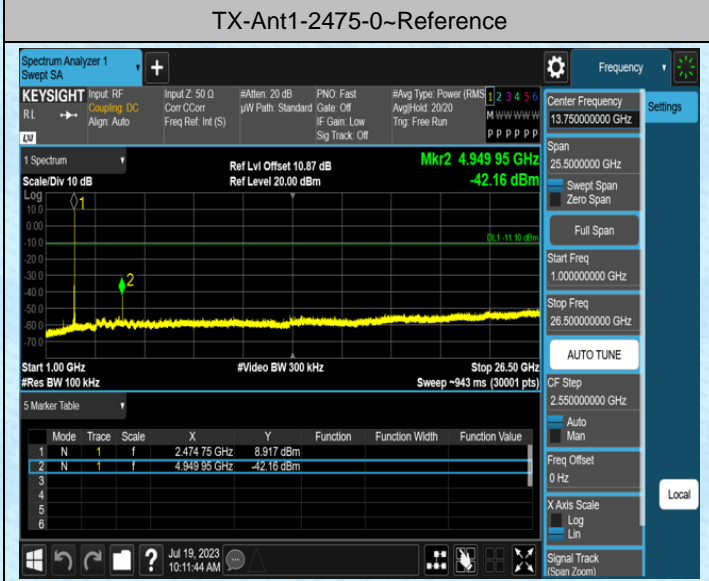 TX-Ant1-2475-0~Reference
Spectrum Analyzer 1
Swept SA
Frequency
KEYSIGHT
RL
LXI
Input: RF
Coupling: DC
Align: Auto
Input Z: 50 Ω
Corr CCorr
Freq Ref: Int (S)
#Atten: 20 dB
µW Path: Standard
PNO: Fast
Gate: Off
IF Gain: Low
Sig Track: Off
#Avg Type: Power (RMS
Avg|Hold: 20/20
Trig: Free Run
1 2 3 4 5 6
M W W W W W
P P P P P P
1 Spectrum
Scale/Div 10 dB
Ref Lvl Offset 10.87 dB
Ref Level 20.00 dBm
Mkr2 4.949 95 GHz
-42.16 dBm
Log
10.0
0.00
-10.0
-20.0
-30.0
-40.0
-50.0
-60.0
-70.0
1
2
DL1 -11.10 dBm
Start 1.00 GHz
#Res BW 100 kHz
#Video BW 300 kHz
Stop 26.50 GHz
Sweep ~943 ms (30001 pts)
5 Marker Table
Mode Trace Scale X Y Function Function Width Function Value
1 N 1 f 2.474 75 GHz 8.917 dBm
2 N 1 f 4.949 95 GHz -42.16 dBm
3
4
5
6
Jul 19, 2023
10:11:44 AM
Center Frequency
13.750000000 GHz
Span
25.5000000 GHz
Swept Span
Zero Span
Full Span
Start Freq
1.000000000 GHz
Stop Freq
26.500000000 GHz
AUTO TUNE
CF Step
2.550000000 GHz
Auto
Man
Freq Offset
0 Hz
X Axis Scale
Log
Lin
Signal Track
(Span Zoom)
Settings
Local